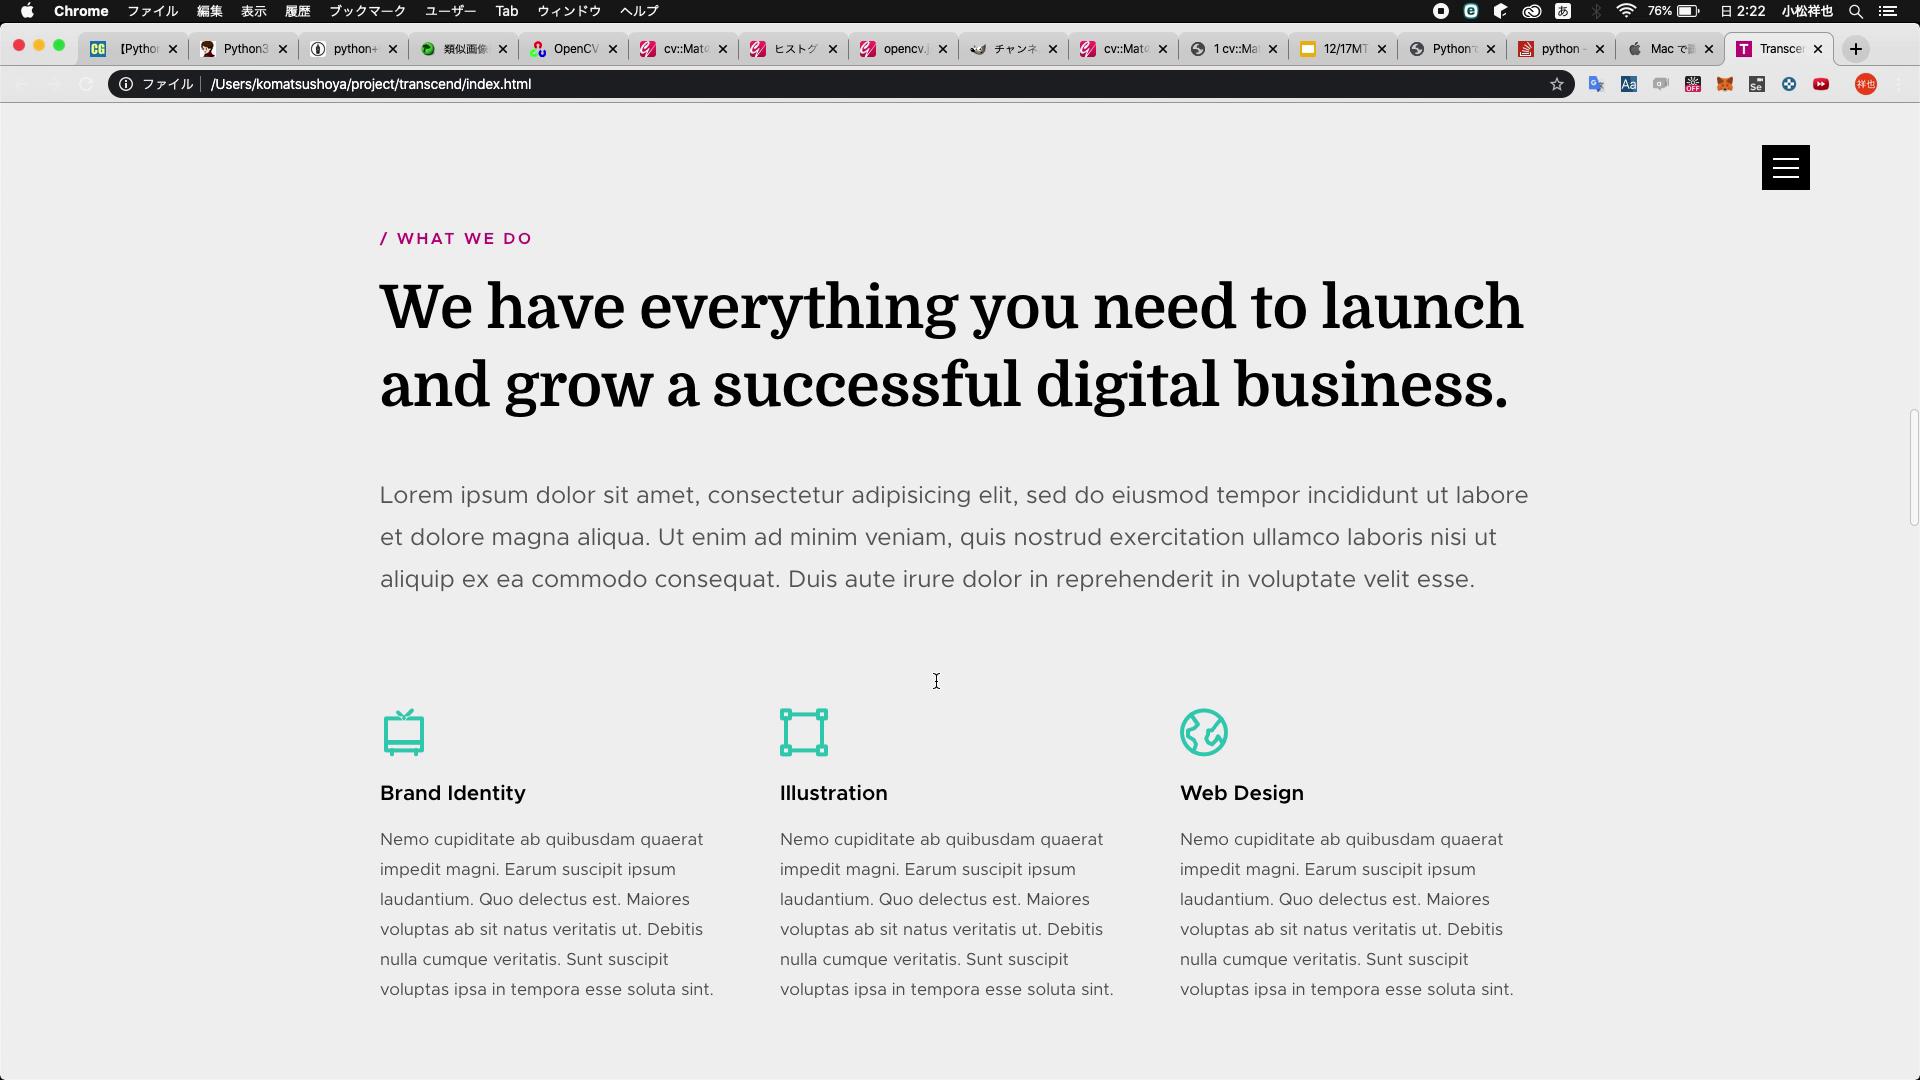 Chrome ファイル 編集 表示 履歴 ブックマーク ユーザー Tab ウィンドウ ヘルプ 76% 日 2:22 小松祥也
【Pytho Python3 python+ 類似画像 OpenCV cv::Mat ヒストグ opencv. チャンネ cv::Mat 1 cv::Ma 12/17MT Python python - Mac で Transce
ファイル /Users/komatsushoya/project/transcend/index.html
/ WHAT WE DO
We have everything you need to launch
and grow a successful digital business.
Lorem ipsum dolor sit amet, consectetur adipisicing elit, sed do eiusmod tempor incididunt ut labore
et dolore magna aliqua. Ut enim ad minim veniam, quis nostrud exercitation ullamco laboris nisi ut
aliquip ex ea commodo consequat. Duis aute irure dolor in reprehenderit in voluptate velit esse.
Brand Identity
Nemo cupiditate ab quibusdam quaerat
impedit magni. Earum suscipit ipsum
laudantium. Quo delectus est. Maiores
voluptas ab sit natus veritatis ut. Debitis
nulla cumque veritatis. Sunt suscipit
voluptas ipsa in tempora esse soluta sint.
Illustration
Nemo cupiditate ab quibusdam quaerat
impedit magni. Earum suscipit ipsum
laudantium. Quo delectus est. Maiores
voluptas ab sit natus veritatis ut. Debitis
nulla cumque veritatis. Sunt suscipit
voluptas ipsa in tempora esse soluta sint.
Web Design
Nemo cupiditate ab quibusdam quaerat
impedit magni. Earum suscipit ipsum
laudantium. Quo delectus est. Maiores
voluptas ab sit natus veritatis ut. Debitis
nulla cumque veritatis. Sunt suscipit
voluptas ipsa in tempora esse soluta sint.